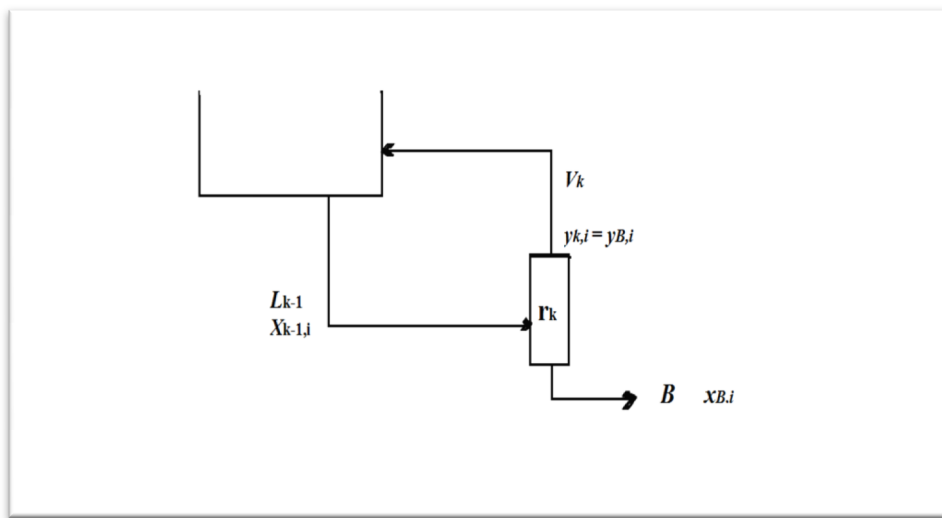 Vk
yk,i = yB,i
Lk-1
Xk-1,i
rk
B xB.i